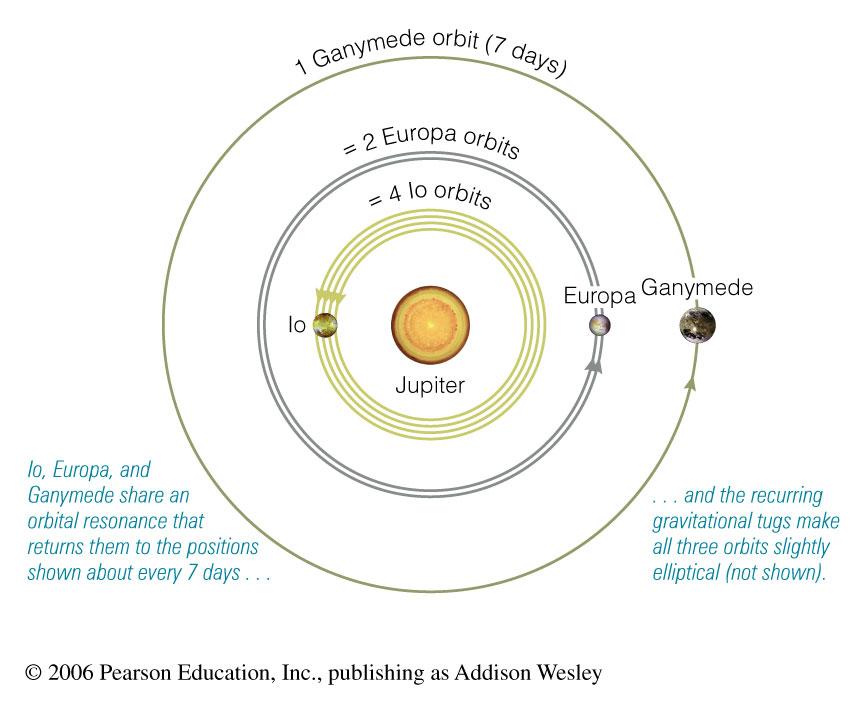 1 Ganymede orbit (7 days)
= 2 Europa orbits
= 4 Io orbits
Io
Jupiter
Europa
Ganymede
Io, Europa, and
Ganymede share an
orbital resonance that
returns them to the positions
shown about every 7 days . . .
. . . and the recurring
gravitational tugs make
all three orbits slightly
elliptical (not shown).
© 2006 Pearson Education, Inc., publishing as Addison Wesley